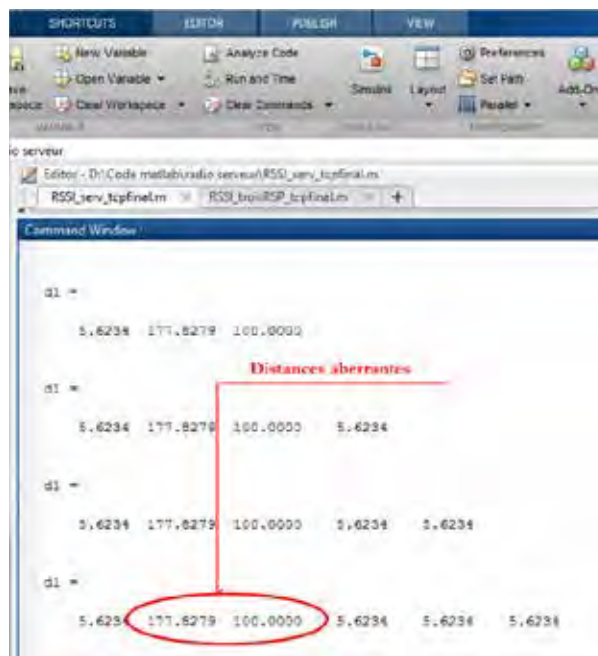 SHORTCUTS EDITOR PUBLISH VIEW
New Variable Analyze Code Preferences
Open Variable Run and Time Simulink Layout Set Path Add-On
Clear Workspace Clear Commands Parallel
serveur
Editor - D:\Code matlab\radio serveur\RSSI_serv_tcpfinal.m
RSSI_serv_tcpfinal.m +
Command Window
d1 =
5.6234 177.8279 100.0000
Distances aberrantes
d1 =
5.6234 177.8279 100.0000 5.6234
d1 =
5.6234 177.8279 100.0000 5.6234 5.6234
d1 =
5.6234 177.8279 100.0000 5.6234 5.6234 5.6234